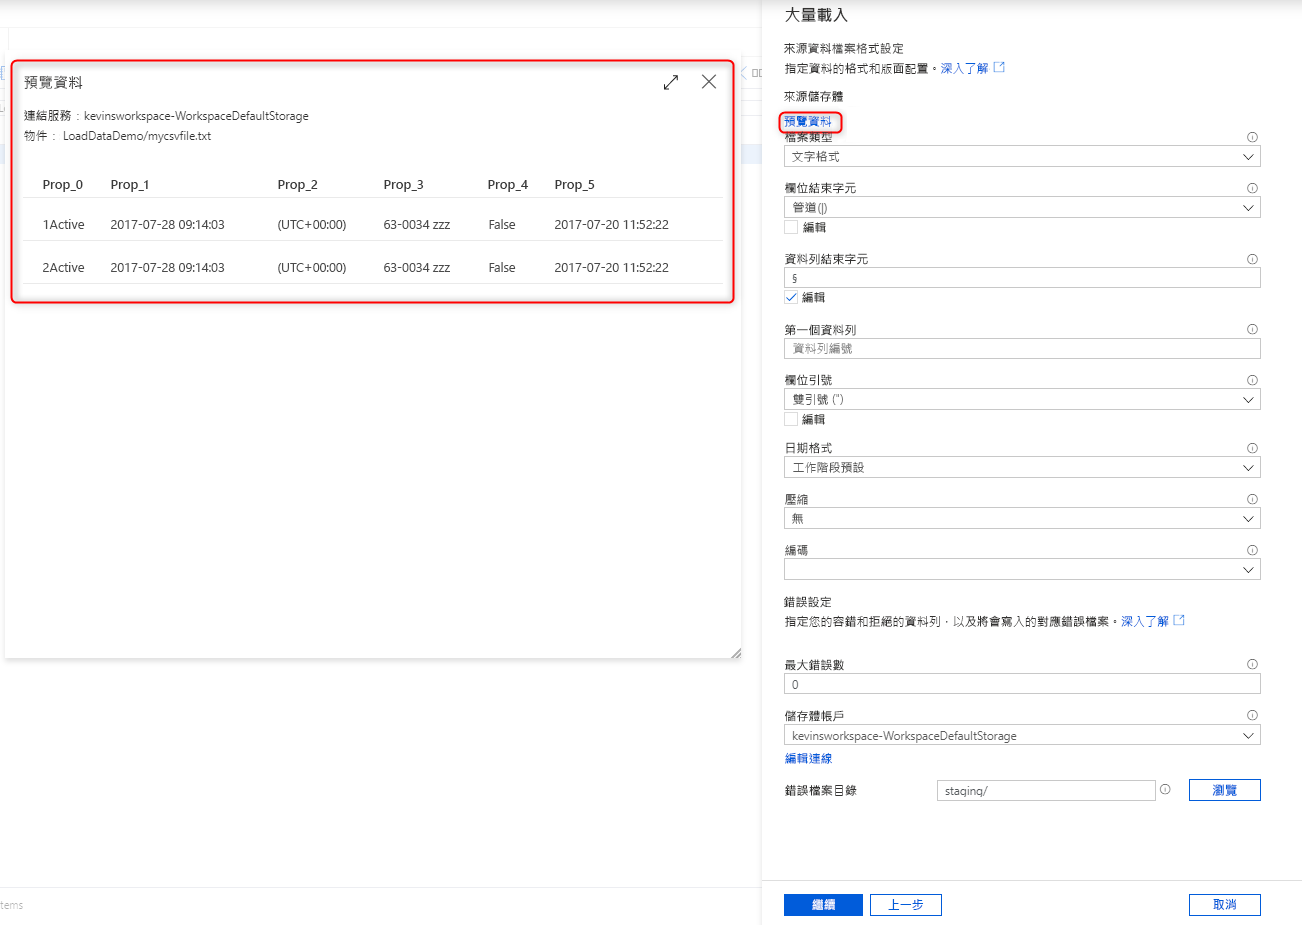 預覽資料
連結服務：kevinsworkspace-WorkspaceDefaultStorage
物件： LoadDataDemo/mycsvfile.txt
Prop_0 Prop_1 Prop_2 Prop_3 Prop_4 Prop_5
1Active 2017-07-28 09:14:03 (UTC+00:00) 63-0034 zzz False 2017-07-20 11:52:22
2Active 2017-07-28 09:14:03 (UTC+00:00) 63-0034 zzz False 2017-07-20 11:52:22
tems
大量載入
來源資料檔案格式設定
指定資料的格式和版面配置。深入了解
來源儲存體
預覽資料
檔案類型
文字格式
欄位結束字元
管道(|)
編輯
資料列結束字元
§
編輯
第一個資料列
資料列編號
欄位引號
雙引號 (")
編輯
日期格式
工作階段預設
壓縮
無
編碼
錯誤設定
指定您的容錯和拒絕的資料列，以及將會寫入的對應錯誤檔案。深入了解
最大錯誤數
0
儲存體帳戶
kevinsworkspace-WorkspaceDefaultStorage
編輯連線
錯誤檔案目錄 staging/ 瀏覽
繼續 上一步 取消